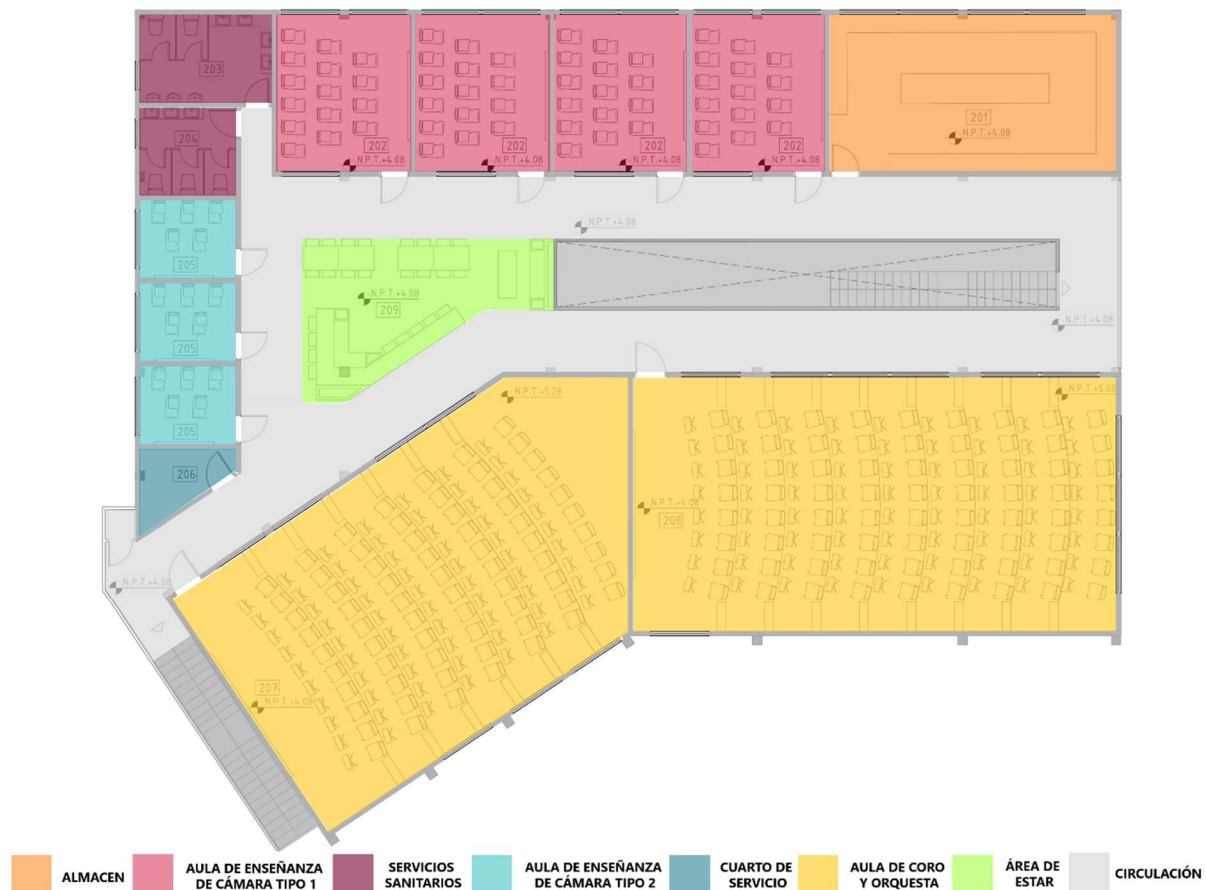 203
202
N.P.T.+4.08
202
N.P.T.+4.08
202
N.P.T.+4.08
202
N.P.T.+4.08
201
N.P.T.+4.08
204
205
205
205
206
N.P.T.+4.08
N.P.T.+4.08
209
N.P.T.+4.08
N.P.T.+5.28
N.P.T.+5.68
N.P.T.+4.08
208
N.P.T.+4.08
207
N.P.T.+4.08
ALMACEN
AULA DE ENSEÑANZA
DE CÁMARA TIPO 1
SERVICIOS
SANITARIOS
AULA DE ENSEÑANZA
DE CÁMARA TIPO 2
CUARTO DE
SERVICIO
AULA DE CORO
Y ORQUESTA
ÁREA DE
ESTAR
CIRCULACIÓN